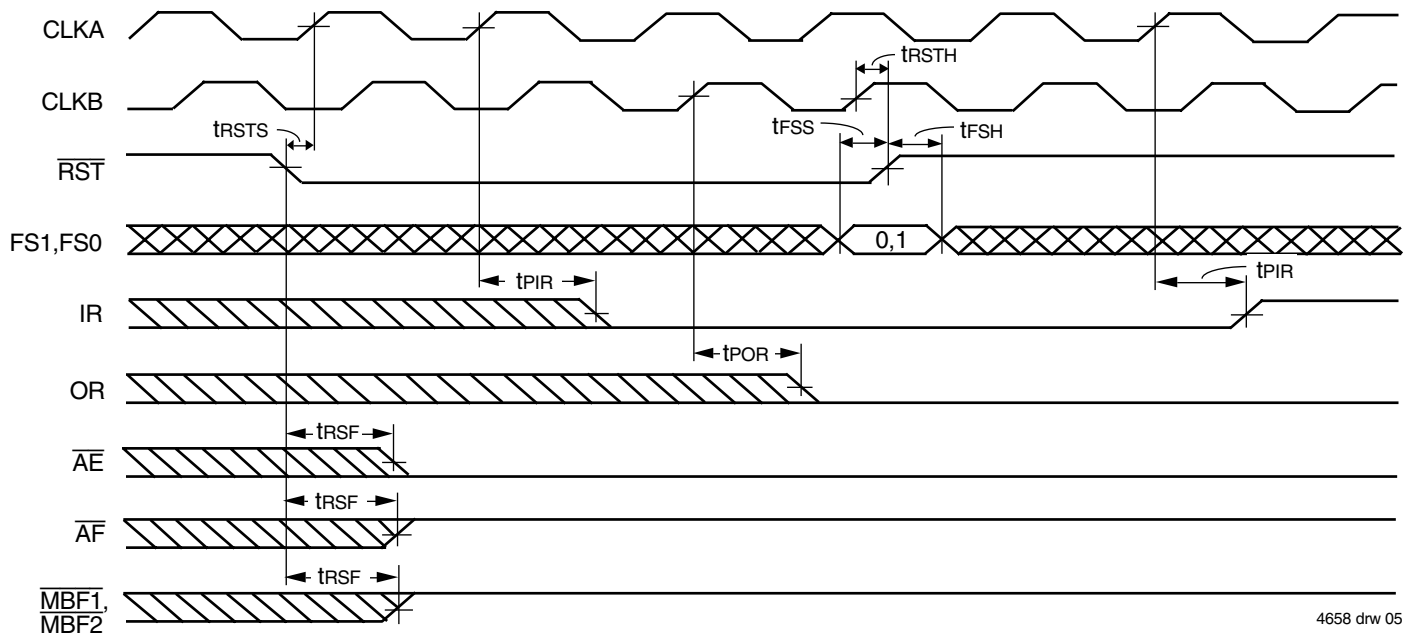 CLKA
tRSTH
CLKB
tRSTS
tFSS
tFSH
RST
FS1,FS0
0,1
tPIR
tPIR
IR
tPOR
OR
tRSF
AE
tRSF
AF
tRSF
MBF1,
MBF2
4658 drw 05